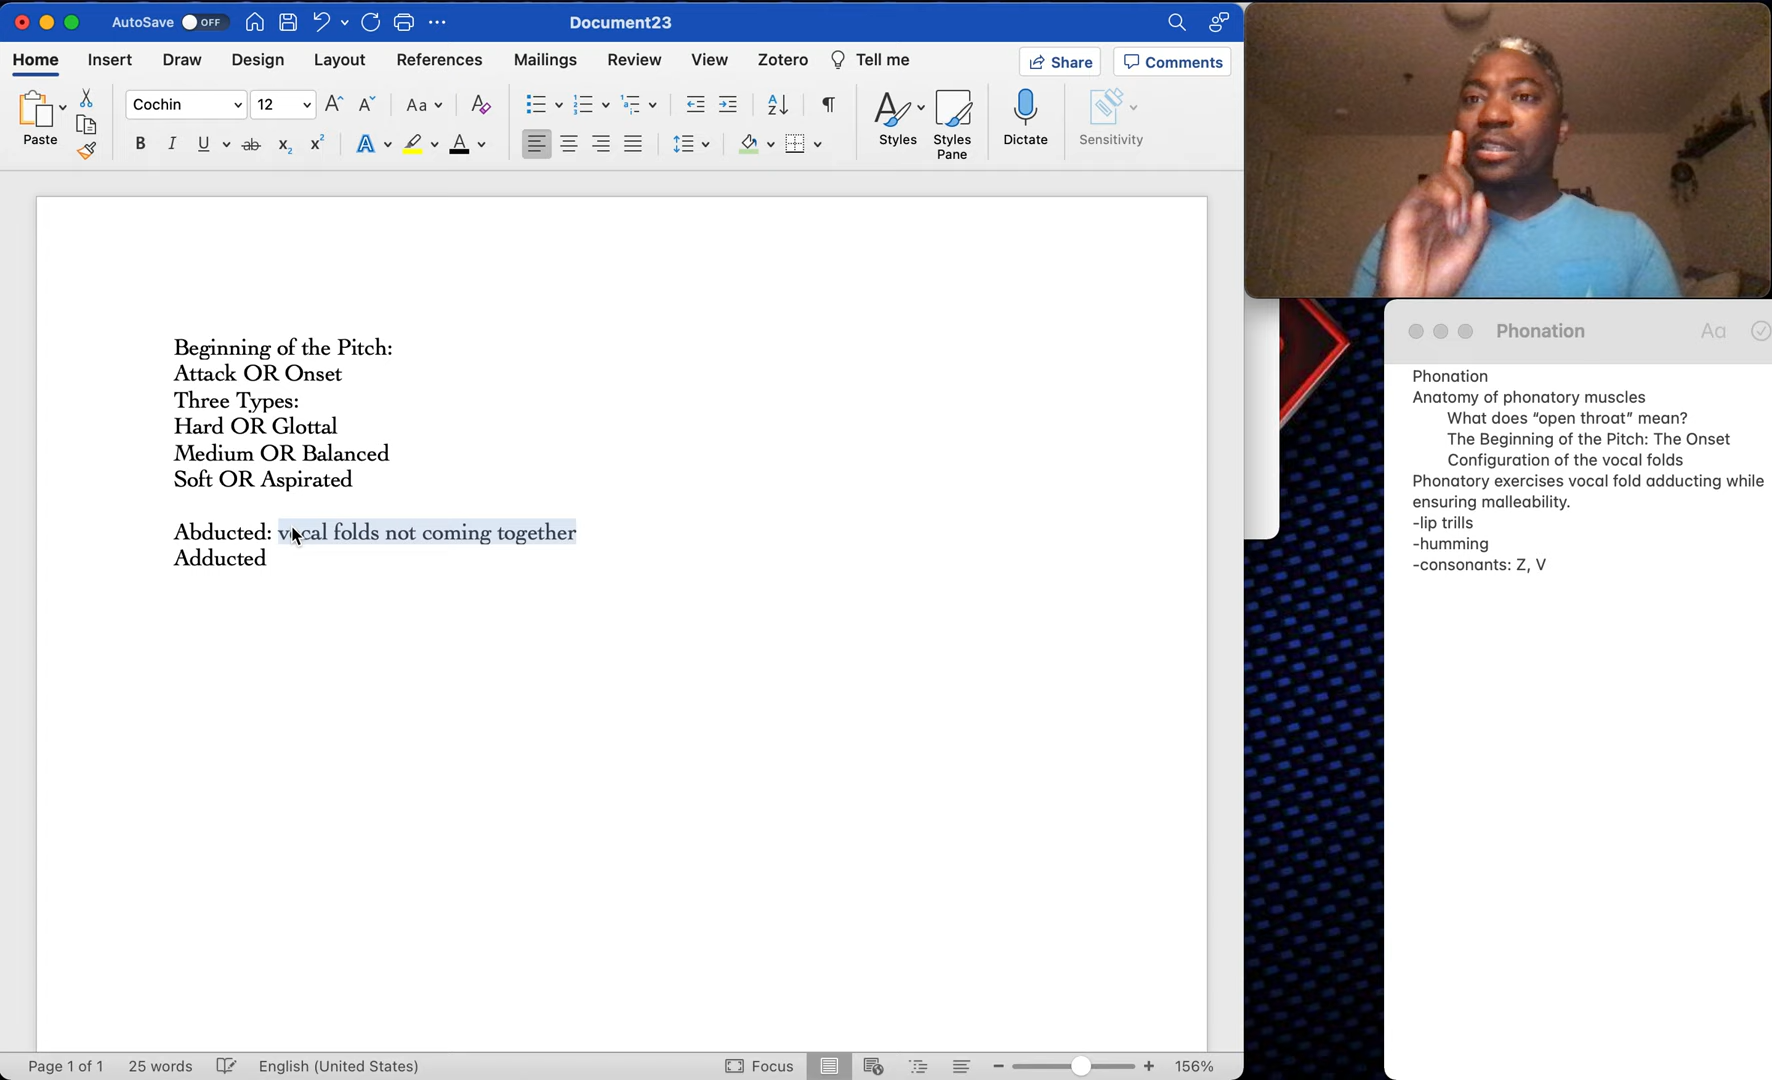 AutoSave OFF
Document23
Home Insert Draw Design Layout References Mailings Review View Zotero Tell me Share Comments
Paste
Cochin 12
Aa
A Z
B I U ab x2 x2 A A
Styles
Styles Pane
Dictate
Sensitivity
Beginning of the Pitch:
Attack OR Onset
Three Types:
Hard OR Glottal
Medium OR Balanced
Soft OR Aspirated
Abducted: vocal folds not coming together
Adducted
Page 1 of 1 25 words English (United States) Focus 156%
Phonation Aa
Phonation
Anatomy of phonatory muscles
What does “open throat” mean?
The Beginning of the Pitch: The Onset
Configuration of the vocal folds
Phonatory exercises vocal fold adducting while
ensuring malleability.
-lip trills
-humming
-consonants: Z, V